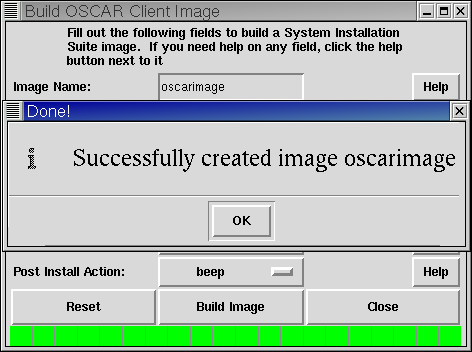 Build OSCAR Client Image
Fill out the following fields to build a System Installation
Suite image. If you need help on any field, click the help
button next to it
Image Name: oscarimage Help
Done!
Successfully created image oscarimage
OK
Post Install Action: beep Help
Reset Build Image Close